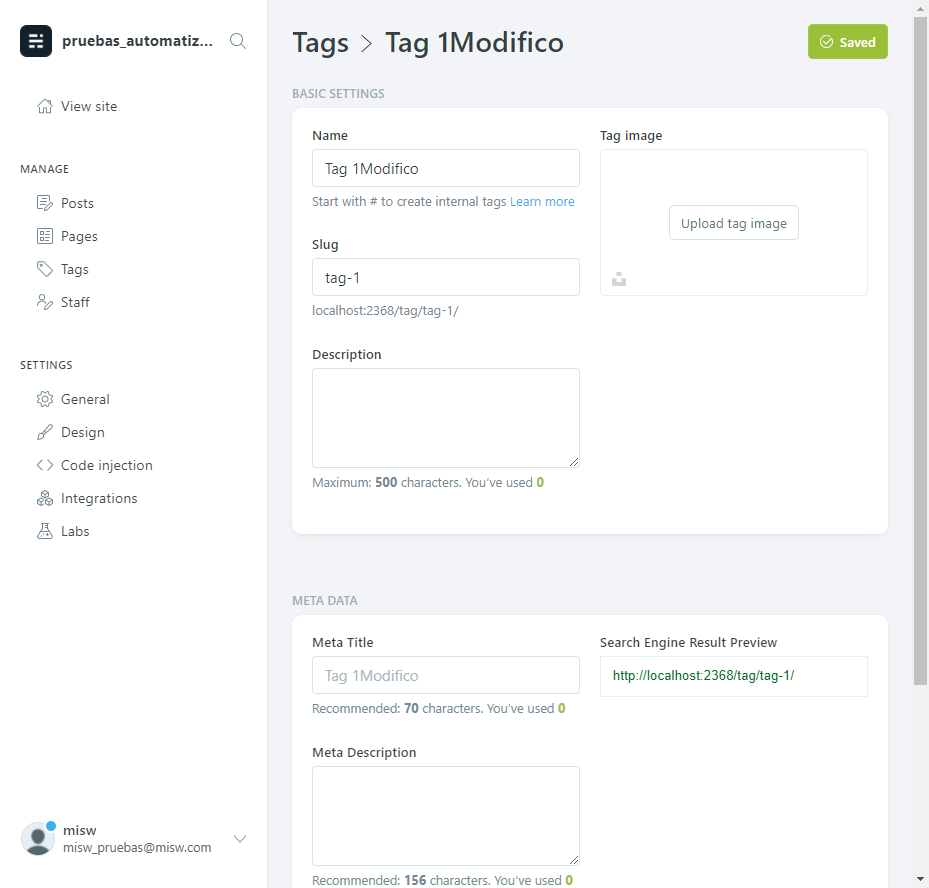 pruebas_automatiz...
View site
MANAGE
Posts
Pages
Tags
Staff
SETTINGS
General
Design
Code injection
Integrations
Labs
misw
misw_pruebas@misw.com
Tags > Tag 1Modifico
Saved
BASIC SETTINGS
Name
Tag 1Modifico
Start with # to create internal tags Learn more
Slug
tag-1
localhost:2368/tag/tag-1/
Description
Maximum: 500 characters. You’ve used 0
Tag image
Upload tag image
META DATA
Meta Title
Tag 1Modifico
Recommended: 70 characters. You’ve used 0
Meta Description
Recommended: 156 characters. You’ve used 0
Search Engine Result Preview
http://localhost:2368/tag/tag-1/